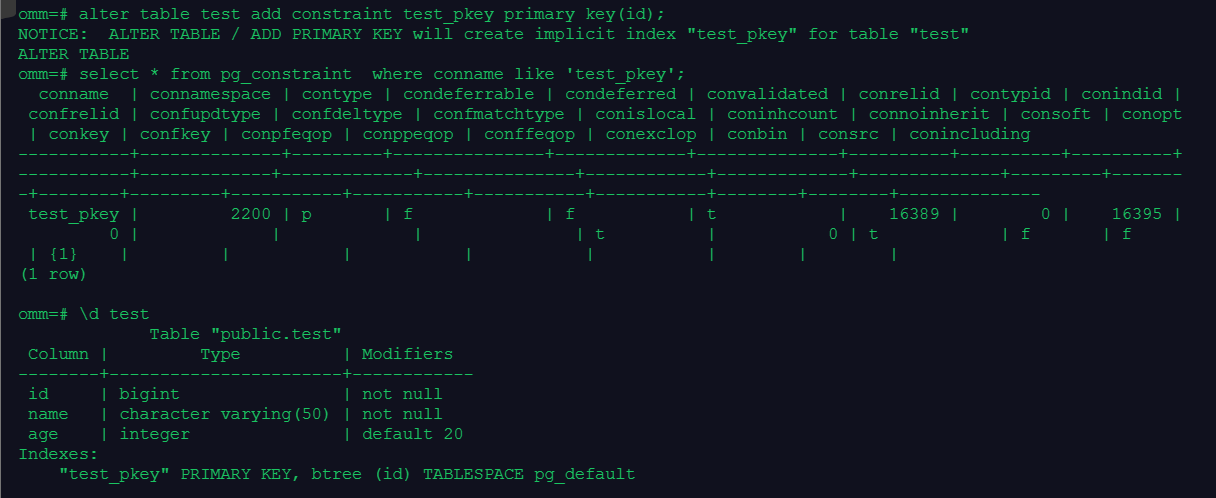 omm=# alter table test add constraint test_pkey primary key(id);
NOTICE:  ALTER TABLE / ADD PRIMARY KEY will create implicit index "test_pkey" for table "test"
ALTER TABLE
omm=# select * from pg_constraint  where conname like 'test_pkey';
  conname  | connamespace | contype | condeferrable | condeferred | convalidated | conrelid | contypid | conindid |
 confrelid | confupdtype | confdeltype | confmatchtype | conislocal | coninhcount | connoinherit | consoft | conopt
 | conkey | confkey | conpfeqop | conppeqop | conffeqop | conexclop | conbin | consrc | conincluding
-----------+--------------+---------+---------------+-------------+--------------+----------+----------+----------+
-----------+-------------+-------------+---------------+------------+-------------+--------------+---------+-------
-+--------+---------+-----------+-----------+-----------+-----------+--------+--------+--------------
 test_pkey |         2200 | p       | f             | f           | t            |    16389 |        0 |    16395 |
         0 |             |             |               | t          |           0 | t            | f       | f
 | {1}    |         |           |           |           |           |        |        |
(1 row)

omm=# \d test
             Table "public.test"
 Column |         Type          | Modifiers
--------+-----------------------+------------
 id     | bigint                | not null
 name   | character varying(50) | not null
 age    | integer               | default 20
Indexes:
    "test_pkey" PRIMARY KEY, btree (id) TABLESPACE pg_default